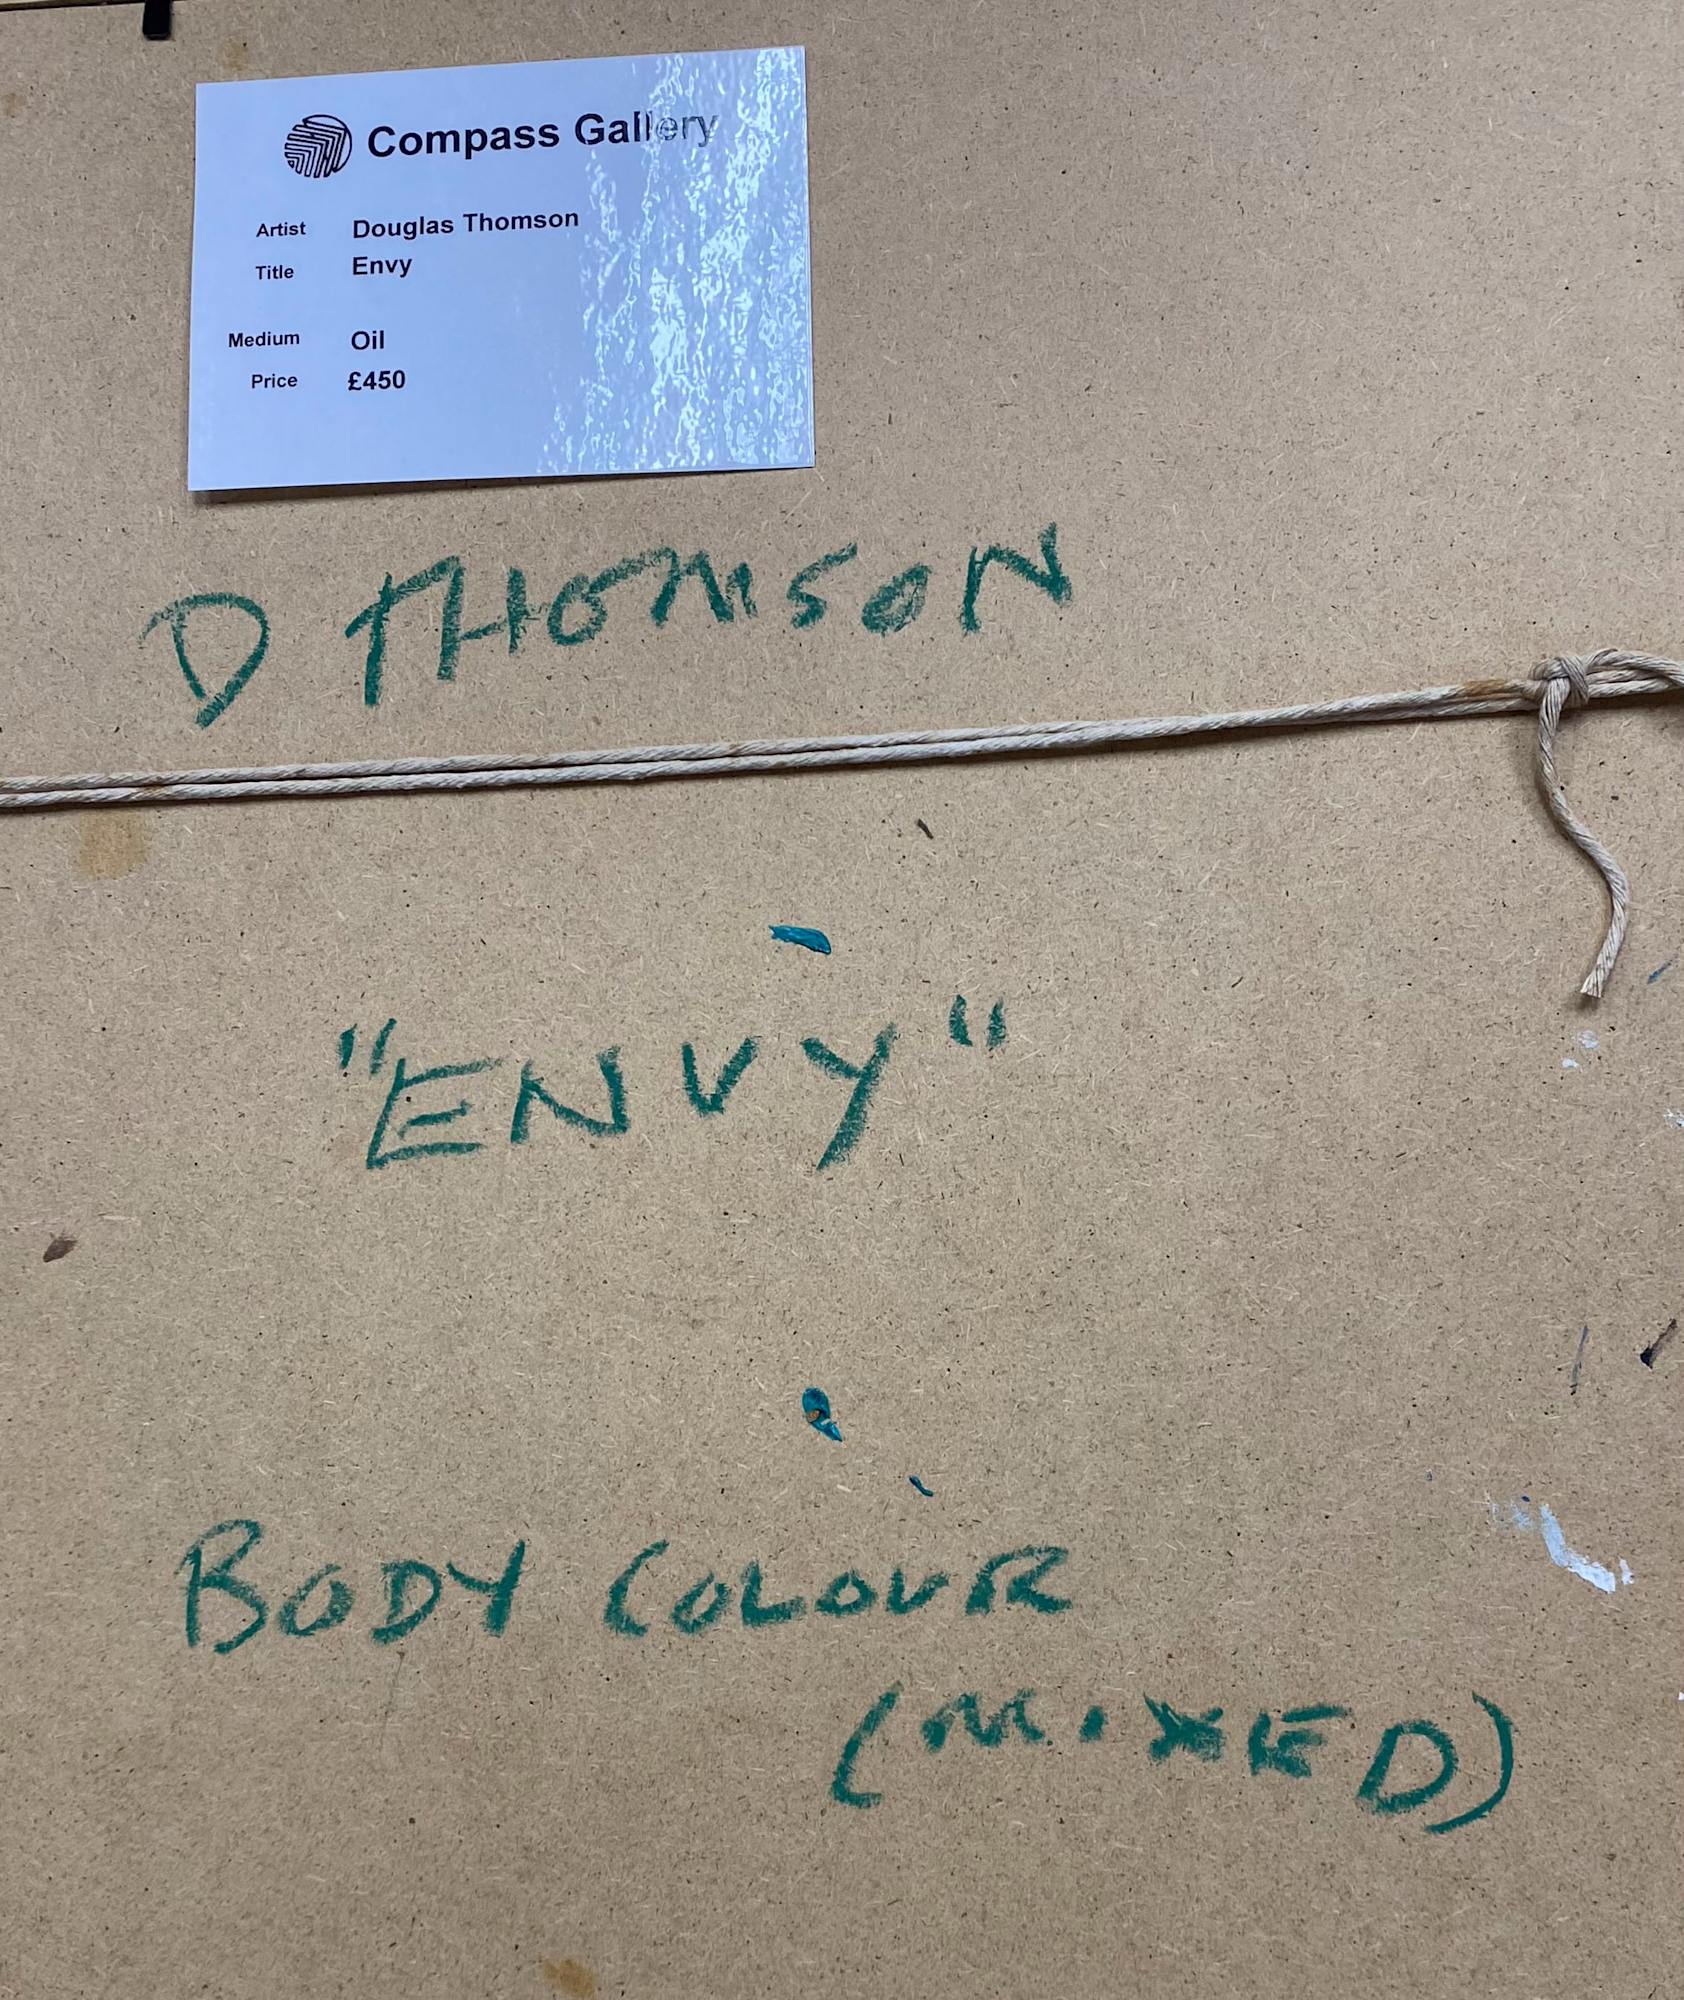 Compass Gallery
Artist Douglas Thomson
Title Envy
Medium Oil
Price £450
D THOMSON
"ENVY"
BODY COLOUR
(MIXED)